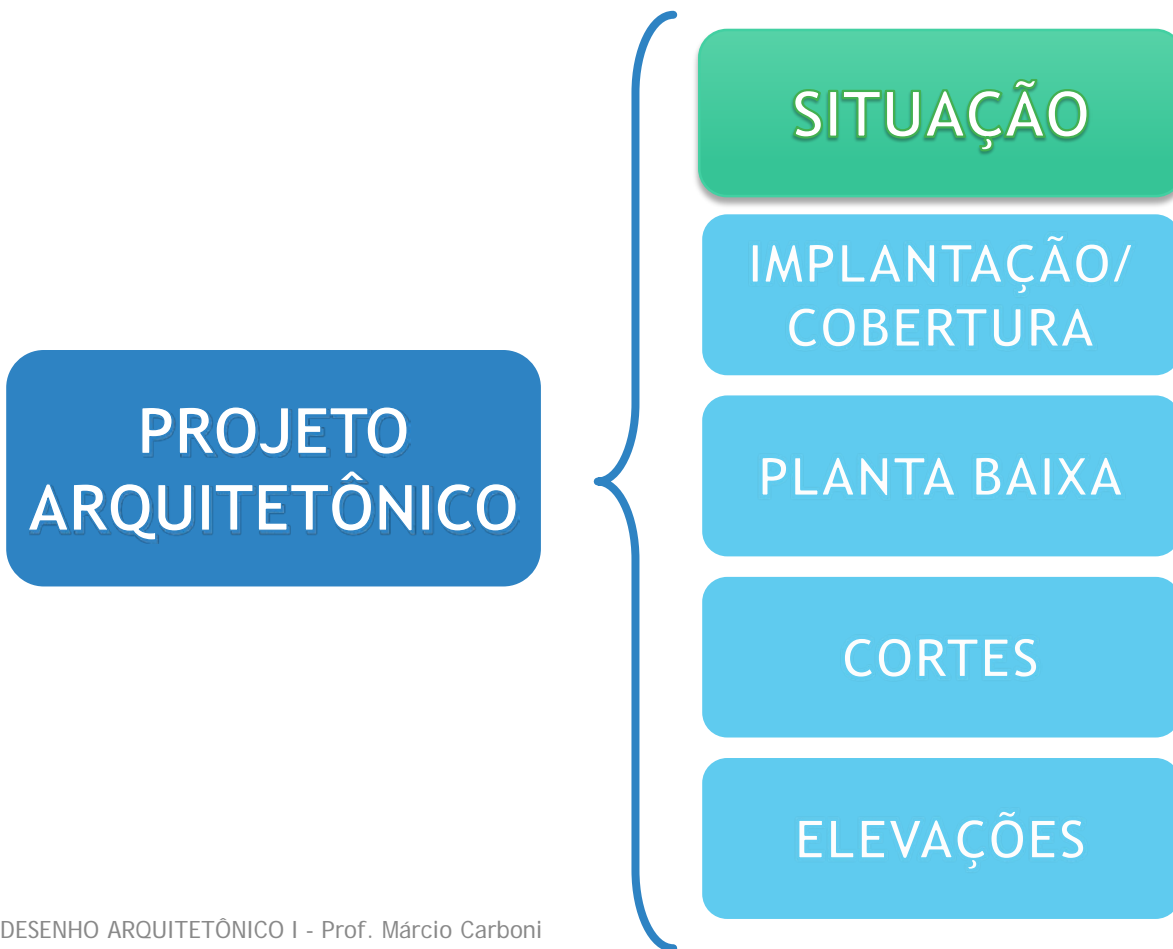 PROJETO
ARQUITETÔNICO
SITUAÇÃO
IMPLANTAÇÃO/
COBERTURA
PLANTA BAIXA
CORTES
ELEVAÇÕES
DESENHO ARQUITETÔNICO I - Prof. Márcio Carboni